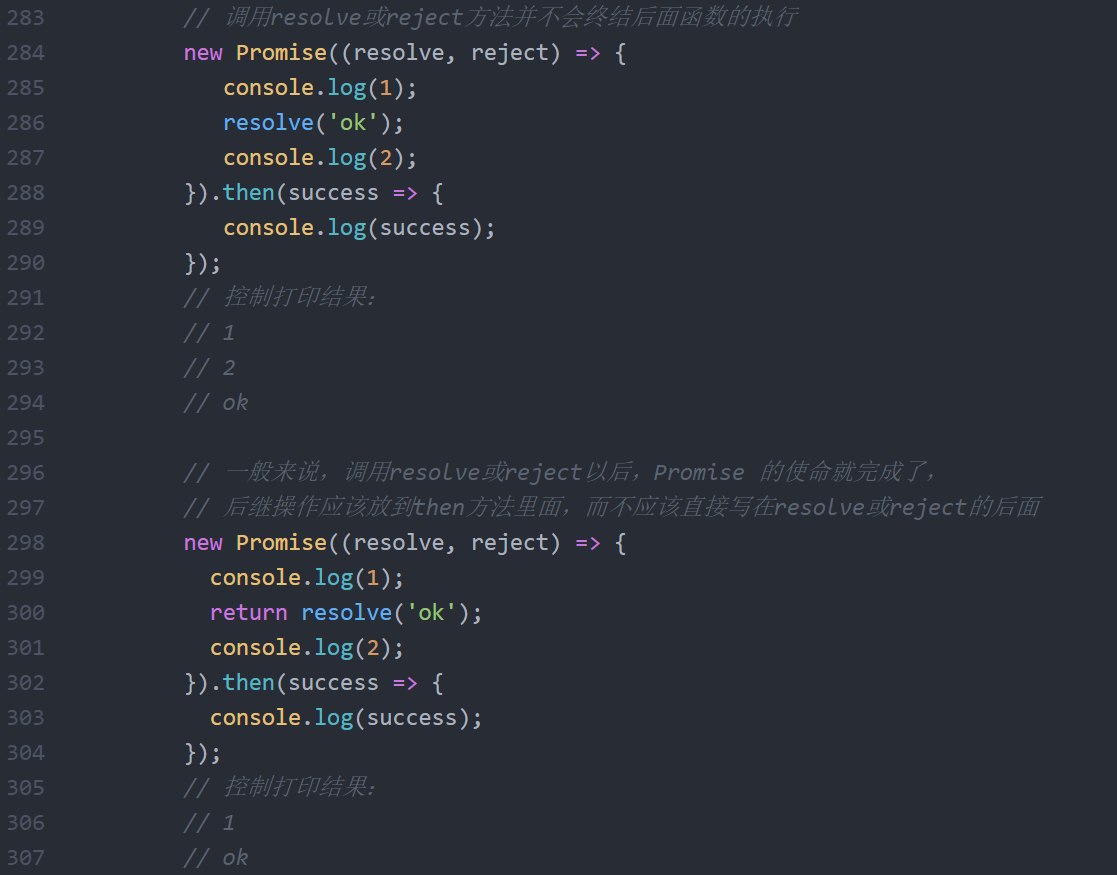 283 // 调用resolve或reject方法并不会终结后面函数的执行
284 new Promise((resolve, reject) => {
285 console.log(1);
286 resolve('ok');
287 console.log(2);
288 }).then(success => {
289 console.log(success);
290 });
291 // 控制打印结果：
292 // 1
293 // 2
294 // ok
295
296 // 一般来说，调用resolve或reject以后，Promise 的使命就完成了，
297 // 后继操作应该放到then方法里面，而不应该直接写在resolve或reject的后面
298 new Promise((resolve, reject) => {
299 console.log(1);
300 return resolve('ok');
301 console.log(2);
302 }).then(success => {
303 console.log(success);
304 });
305 // 控制打印结果：
306 // 1
307 // ok